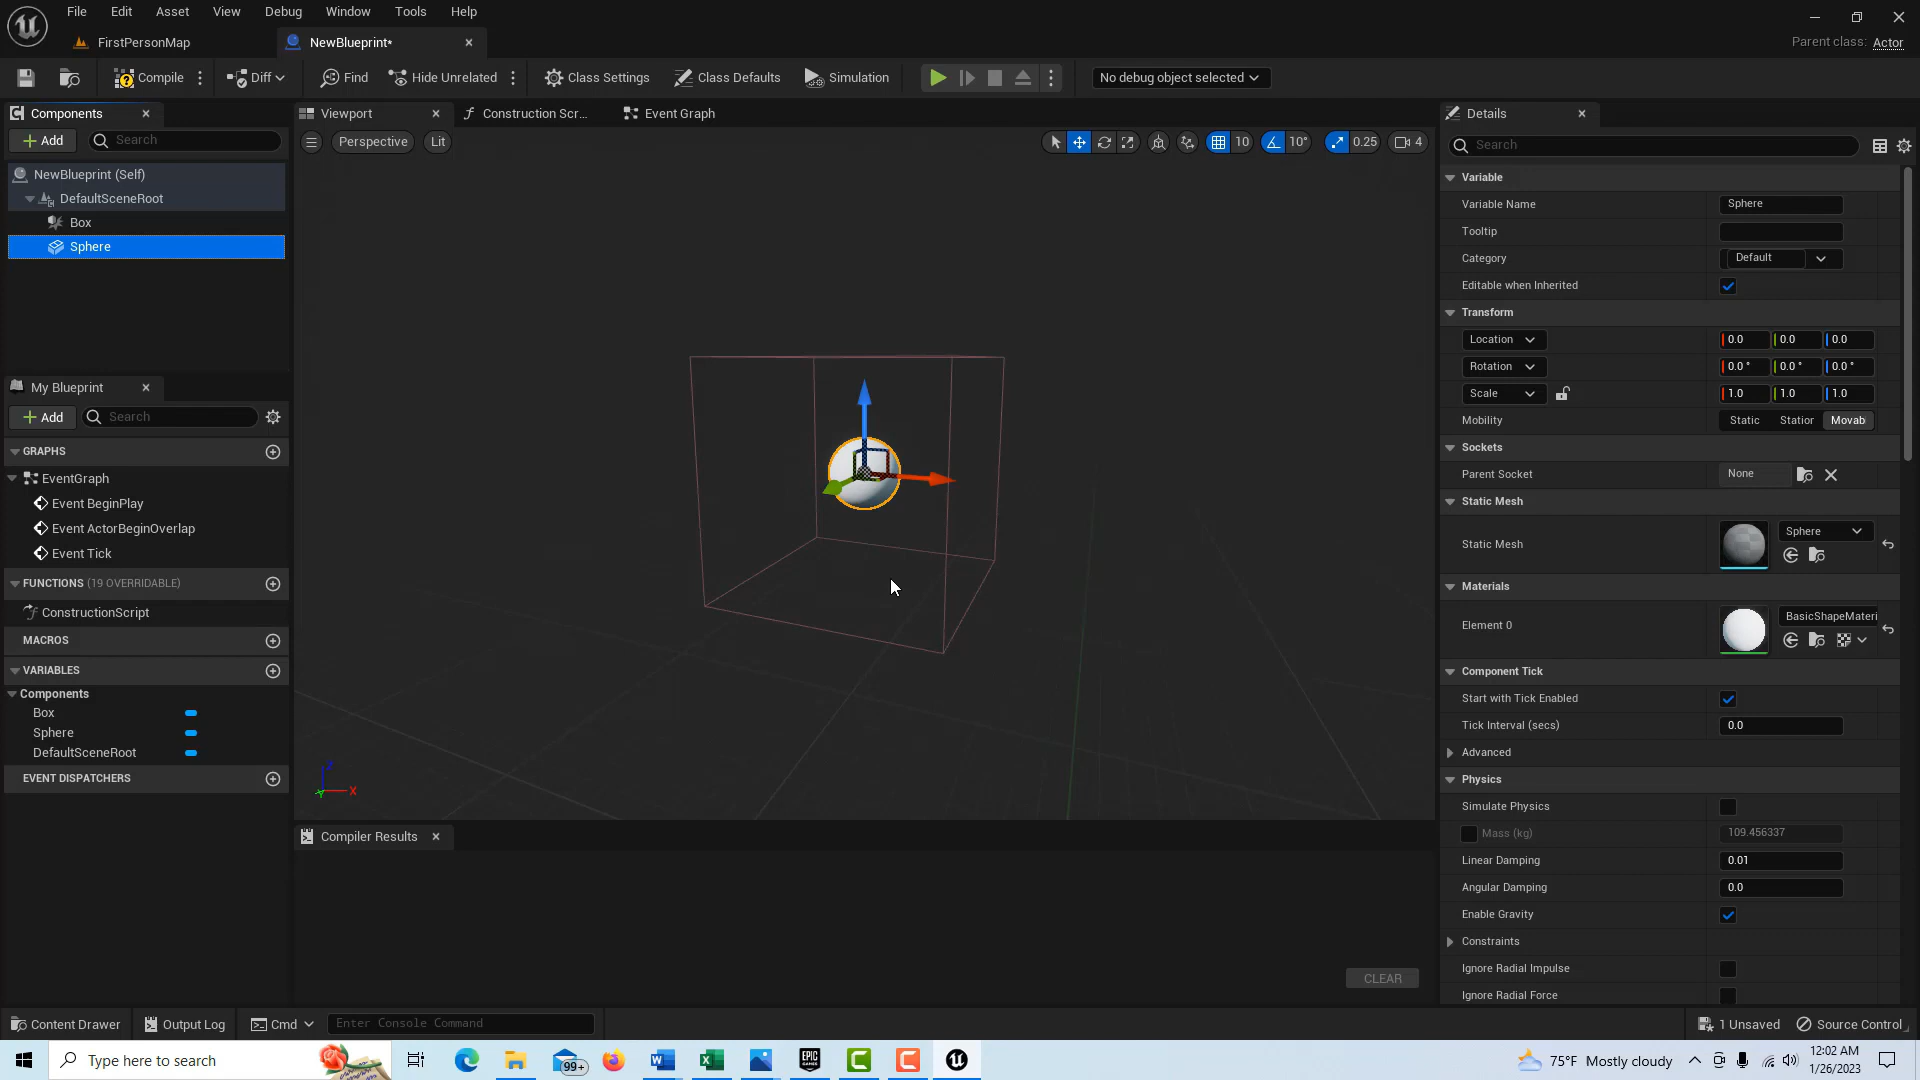 File Edit Asset View Debug Window Tools Help
FirstPersonMap
NewBlueprint*
Parent class: Actor
Compile
Diff
Find
Hide Unrelated
Class Settings
Class Defaults
Simulation
No debug object selected
Components
Add
Search
NewBlueprint (Self)
DefaultSceneRoot
Box
Sphere
My Blueprint
Add
Search
GRAPHS
EventGraph
Event BeginPlay
Event ActorBeginOverlap
Event Tick
FUNCTIONS (19 OVERRIDABLE)
ConstructionScript
MACROS
VARIABLES
Components
Box
Sphere
DefaultSceneRoot
EVENT DISPATCHERS
Viewport
Construction Scr...
Event Graph
Perspective
Lit
10
10°
0.25
4
Z
X
Y
Compiler Results
CLEAR
Details
Search
Variable
Variable Name Sphere
Tooltip
Category Default
Editable when Inherited
Transform
Location 0.0 0.0 0.0
Rotation 0.0 ° 0.0 ° 0.0 °
Scale 1.0 1.0 1.0
Mobility Static Statior Movab
Sockets
Parent Socket None
Static Mesh
Static Mesh Sphere
Materials
Element 0 BasicShapeMateri
Component Tick
Start with Tick Enabled
Tick Interval (secs) 0.0
Advanced
Physics
Simulate Physics
Mass (kg) 109.456337
Linear Damping 0.01
Angular Damping 0.0
Enable Gravity
Constraints
Ignore Radial Impulse
Ignore Radial Force
Content Drawer
Output Log
Cmd
Enter Console Command
1 Unsaved
Source Control
Type here to search
99+
EPIC GAMES
75°F Mostly cloudy
12:02 AM
1/26/2023